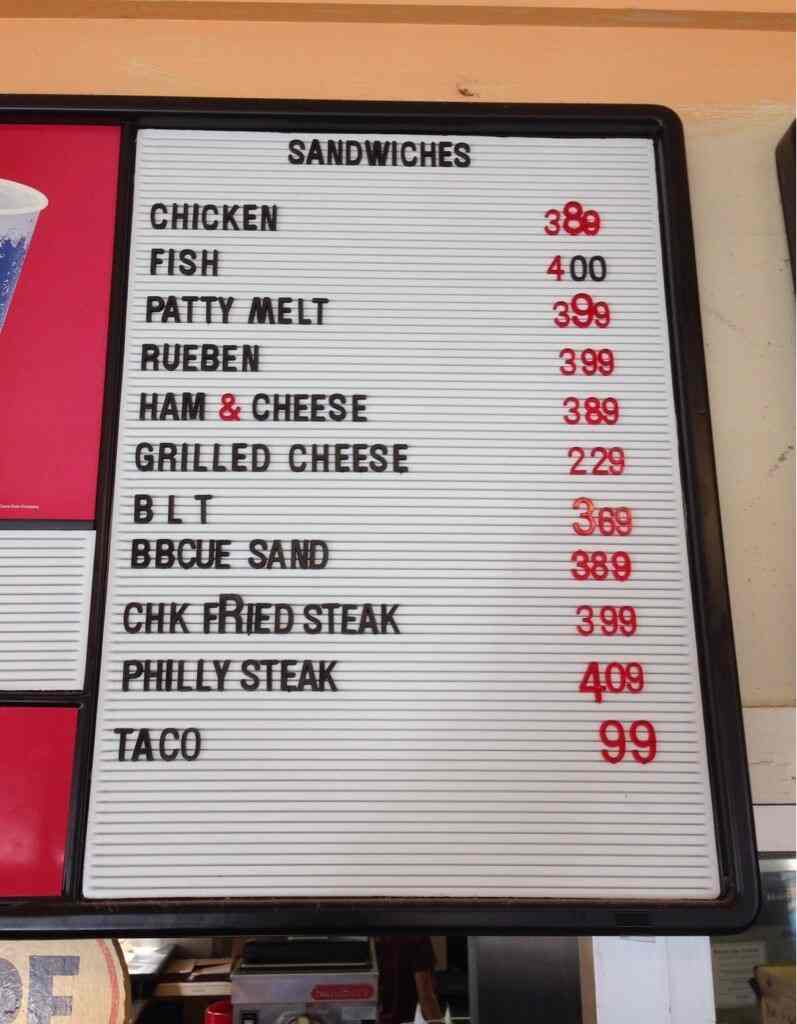 SANDWICHES
CHICKEN 389
FISH 400
PATTY MELT 399
RUEBEN 399
HAM & CHEESE 389
GRILLED CHEESE 229
B L T 369
BBCUE SAND 389
CHK FRIED STEAK 399
PHILLY STEAK 409
TACO 99